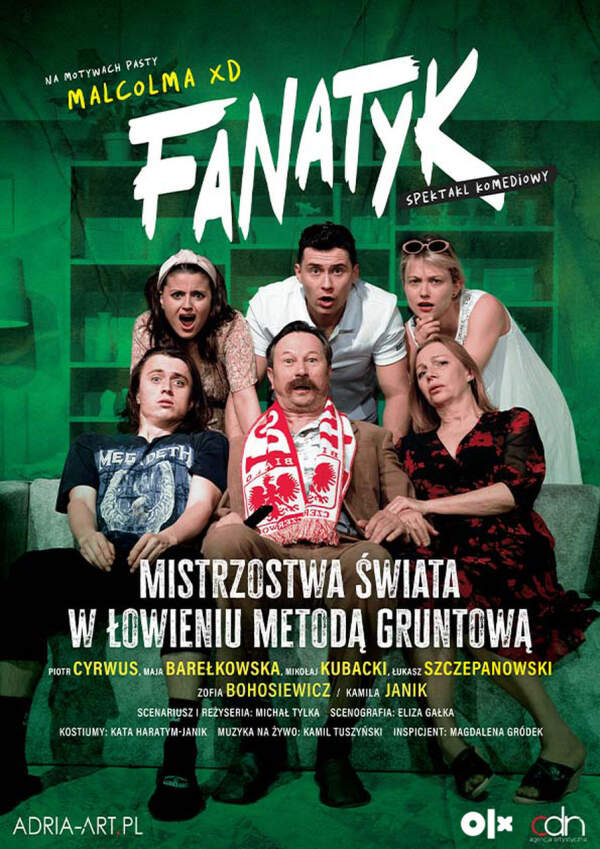 NA MOTYWACH PASTY
MALCOLMA XD
FANATYK
SPEKTAKL KOMEDIOWY
MEGADETH
MISTRZOSTWA ŚWIATA
W ŁOWIENIU METODĄ GRUNTOWĄ
PIOTR CYRWUS, MAJA BAREŁKOWSKA, MIKOŁAJ KUBACKI, ŁUKASZ SZCZEPANOWSKI
ZOFIA BOHOSIEWICZ / KAMILA JANIK
SCENARIUSZ I REŻYSERIA: MICHAŁ TYLKA SCENOGRAFIA: ELIZA GAŁKA
KOSTIUMY: KATA HARATYM-JANIK MUZYKA NA ŻYWO: KAMIL TUSZYŃSKI INSPICJENT: MAGDALENA GRÓDEK
ADRIA-ART.PL
olx
cdn
agencja artystyczna